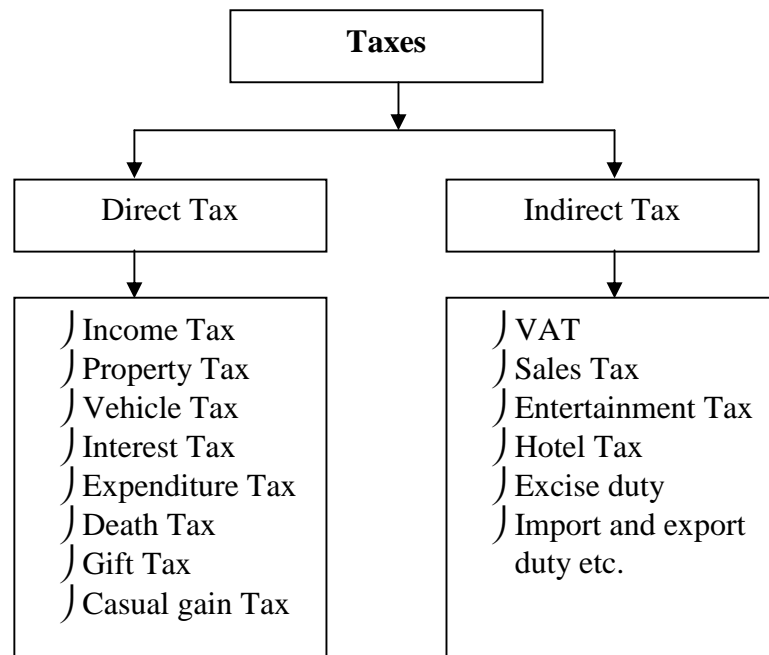 Taxes
Direct Tax
Indirect Tax
Income Tax
Property Tax
Vehicle Tax
Interest Tax
Expenditure Tax
Death Tax
Gift Tax
Casual gain Tax
VAT
Sales Tax
Entertainment Tax
Hotel Tax
Excise duty
Import and export
duty etc.